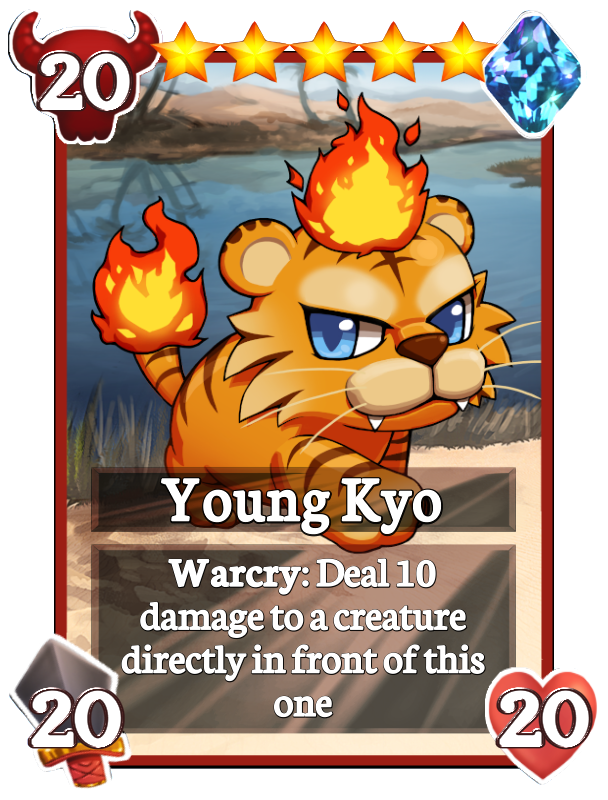 20
Young Kyo
Warcry: Deal 10
damage to a creature
directly in front of this
one
20
20